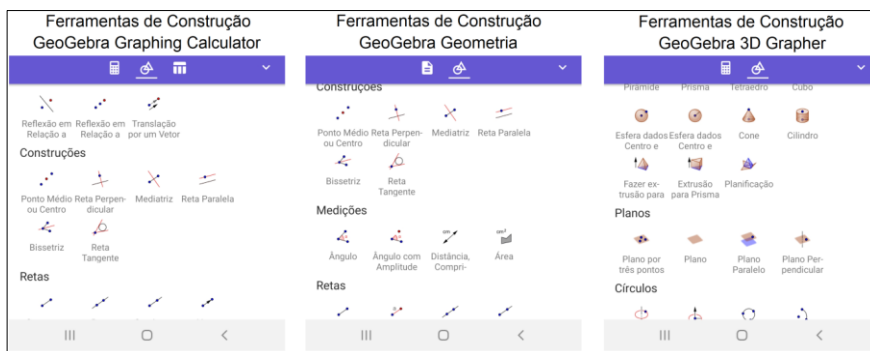 Ferramentas de Construção
GeoGebra Graphing Calculator
Reflexão em Relação a
Reflexão em Relação a
Translação por um Vetor
Construções
Ponto Médio ou Centro
Reta Perpen-dicular
Mediatriz
Reta Paralela
Bissetriz
Reta Tangente
Retas
Ferramentas de Construção
GeoGebra Geometria
Construções
Ponto Médio ou Centro
Reta Perpen-dicular
Mediatriz
Reta Paralela
Bissetriz
Reta Tangente
Medições
Ângulo
Ângulo com Amplitude
Distância, Compri-
cm
Área
cm²
Retas
Ferramentas de Construção
GeoGebra 3D Grapher
Pirâmide
Prisma
Tetraedro
Cubo
Esfera dados Centro e
Esfera dados Centro e
Cone
Cilindro
Fazer ex-trusão para
Extrusão para Prisma
Planificação
Planos
Plano por três pontos
Plano
Plano Paralelo
Plano Per-pendicular
Círculos